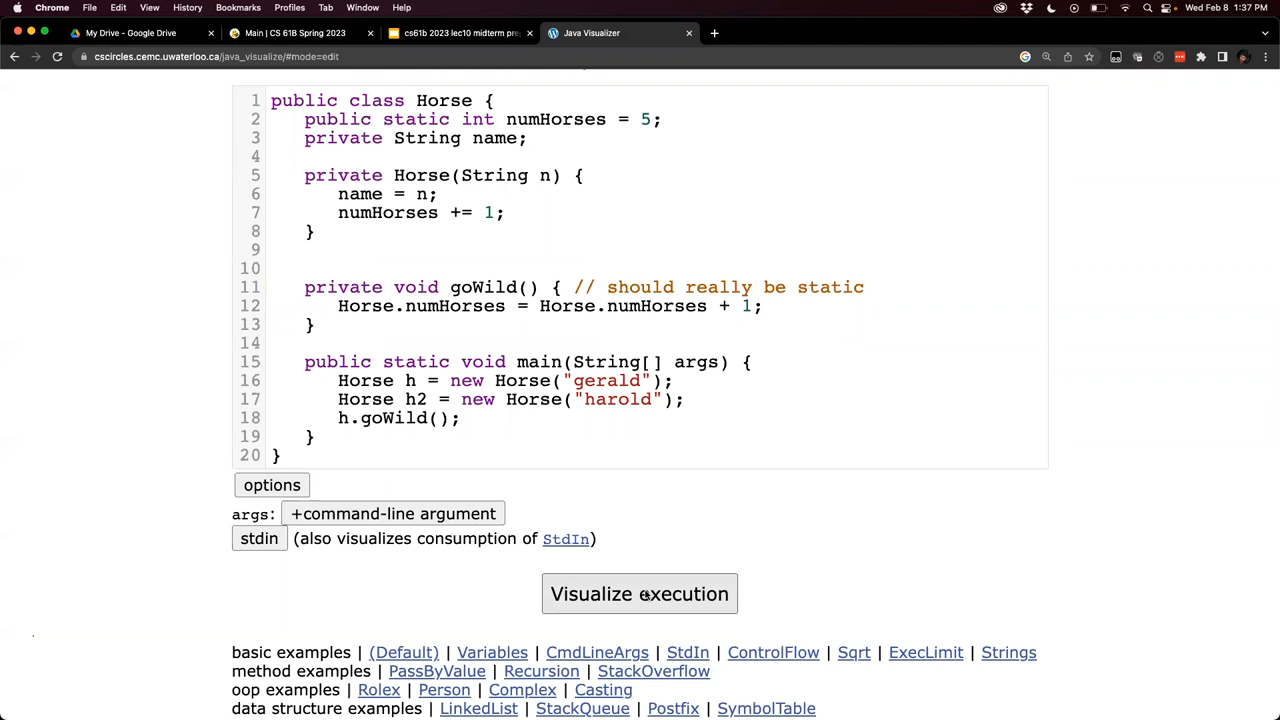 Chrome File Edit View History Bookmarks Profiles Tab Window Help Wed Feb 8 1:37 PM
My Drive - Google Drive Main | CS 61B Spring 2023 cs61b 2023 lec10 midterm pre Java Visualizer
cscircles.cemc.uwaterloo.ca/java_visualize/#mode=edit
1 public class Horse {
2 public static int numHorses = 5;
3 private String name;
4
5 private Horse(String n) {
6 name = n;
7 numHorses += 1;
8 }
9
10
11 private void goWild() { // should really be static
12 Horse.numHorses = Horse.numHorses + 1;
13 }
14
15 public static void main(String[] args) {
16 Horse h = new Horse("gerald");
17 Horse h2 = new Horse("harold");
18 h.goWild();
19 }
20 }
options
args: +command-line argument
stdin (also visualizes consumption of StdIn)
Visualize execution
basic examples | (Default) | Variables | CmdLineArgs | StdIn | ControlFlow | Sqrt | ExecLimit | Strings
method examples | PassByValue | Recursion | StackOverflow
oop examples | Rolex | Person | Complex | Casting
data structure examples | LinkedList | StackQueue | Postfix | SymbolTable